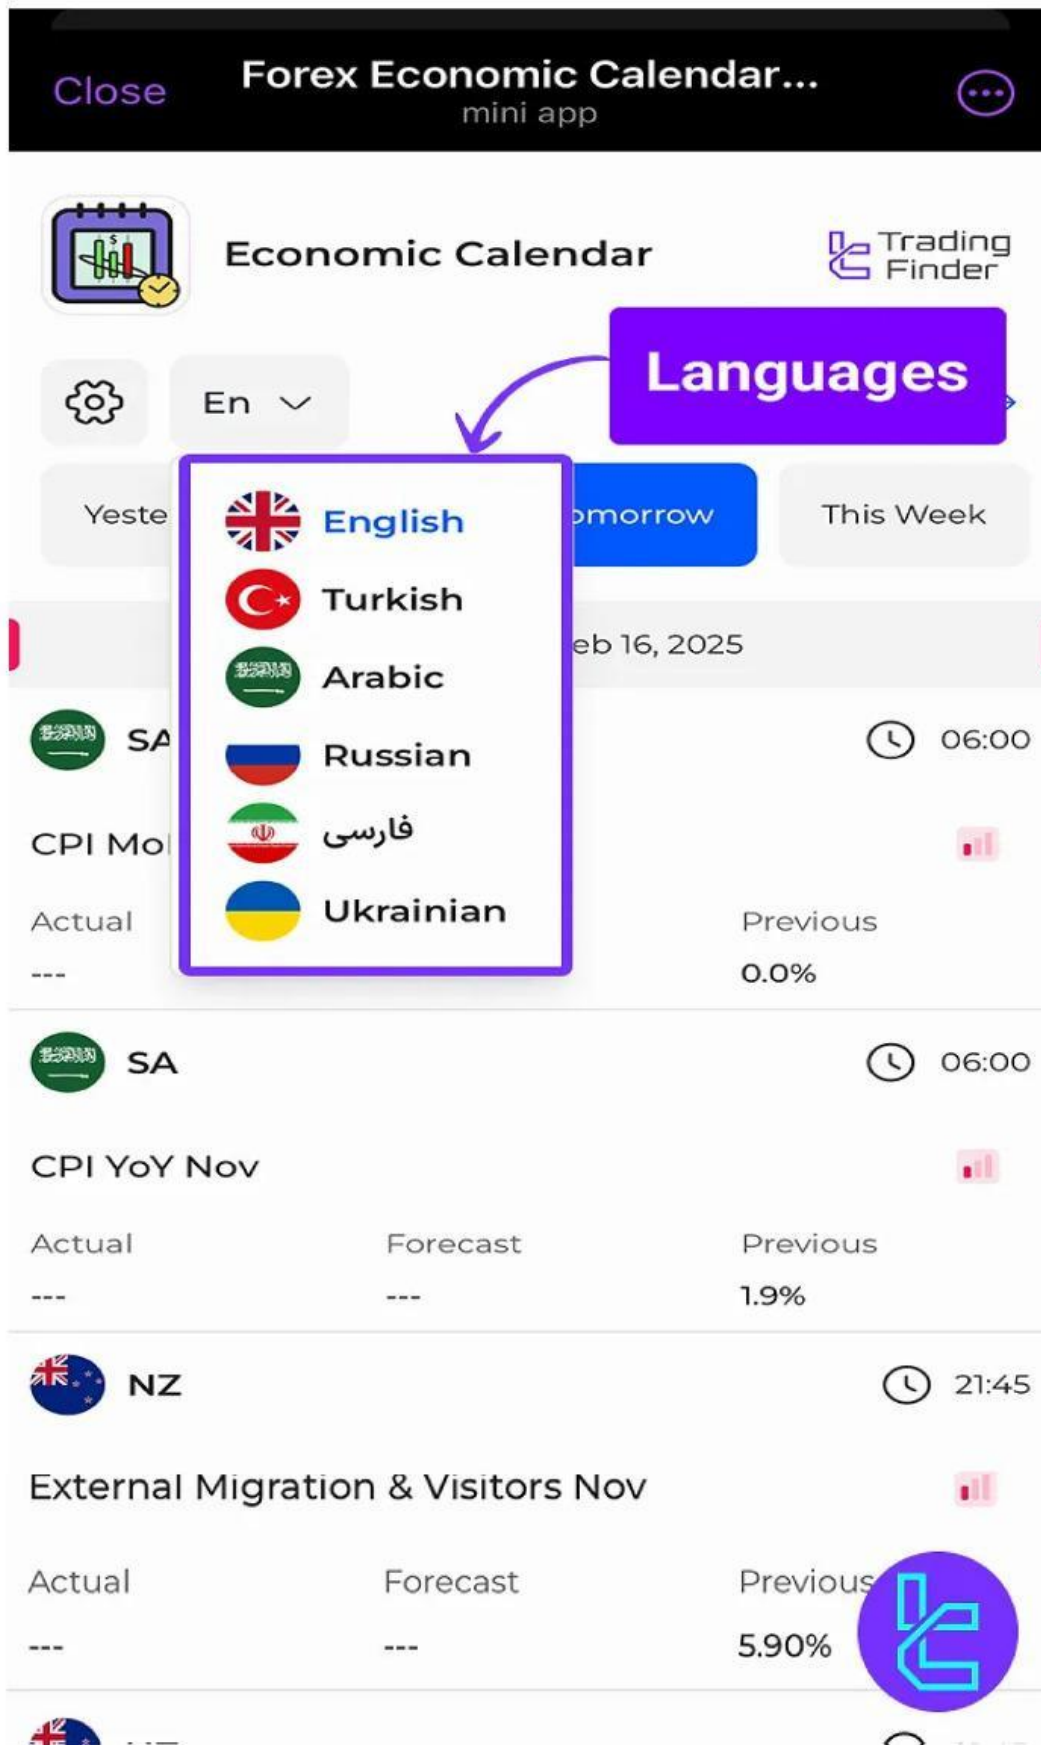 Close
Forex Economic Calendar...
mini app
Economic Calendar
Trading
Finder
Languages
En
Yeste
omorrow
This Week
English
Turkish
Arabic
Russian
فارسی
Ukrainian
eb 16, 2025
SA
06:00
CPI Mo
Actual
Previous
---
0.0%
SA
06:00
CPI YoY Nov
Actual
Forecast
Previous
---
---
1.9%
NZ
21:45
External Migration & Visitors Nov
Actual
Forecast
Previous
---
---
5.90%